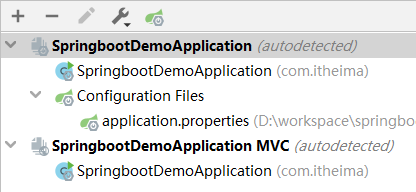 SpringbootDemoApplication (autodetected)
SpringbootDemoApplication (com.itheima)
Configuration Files
application.properties (D:\workspace\springbo
SpringbootDemoApplication MVC (autodetected)
SpringbootDemoApplication (com.itheima)